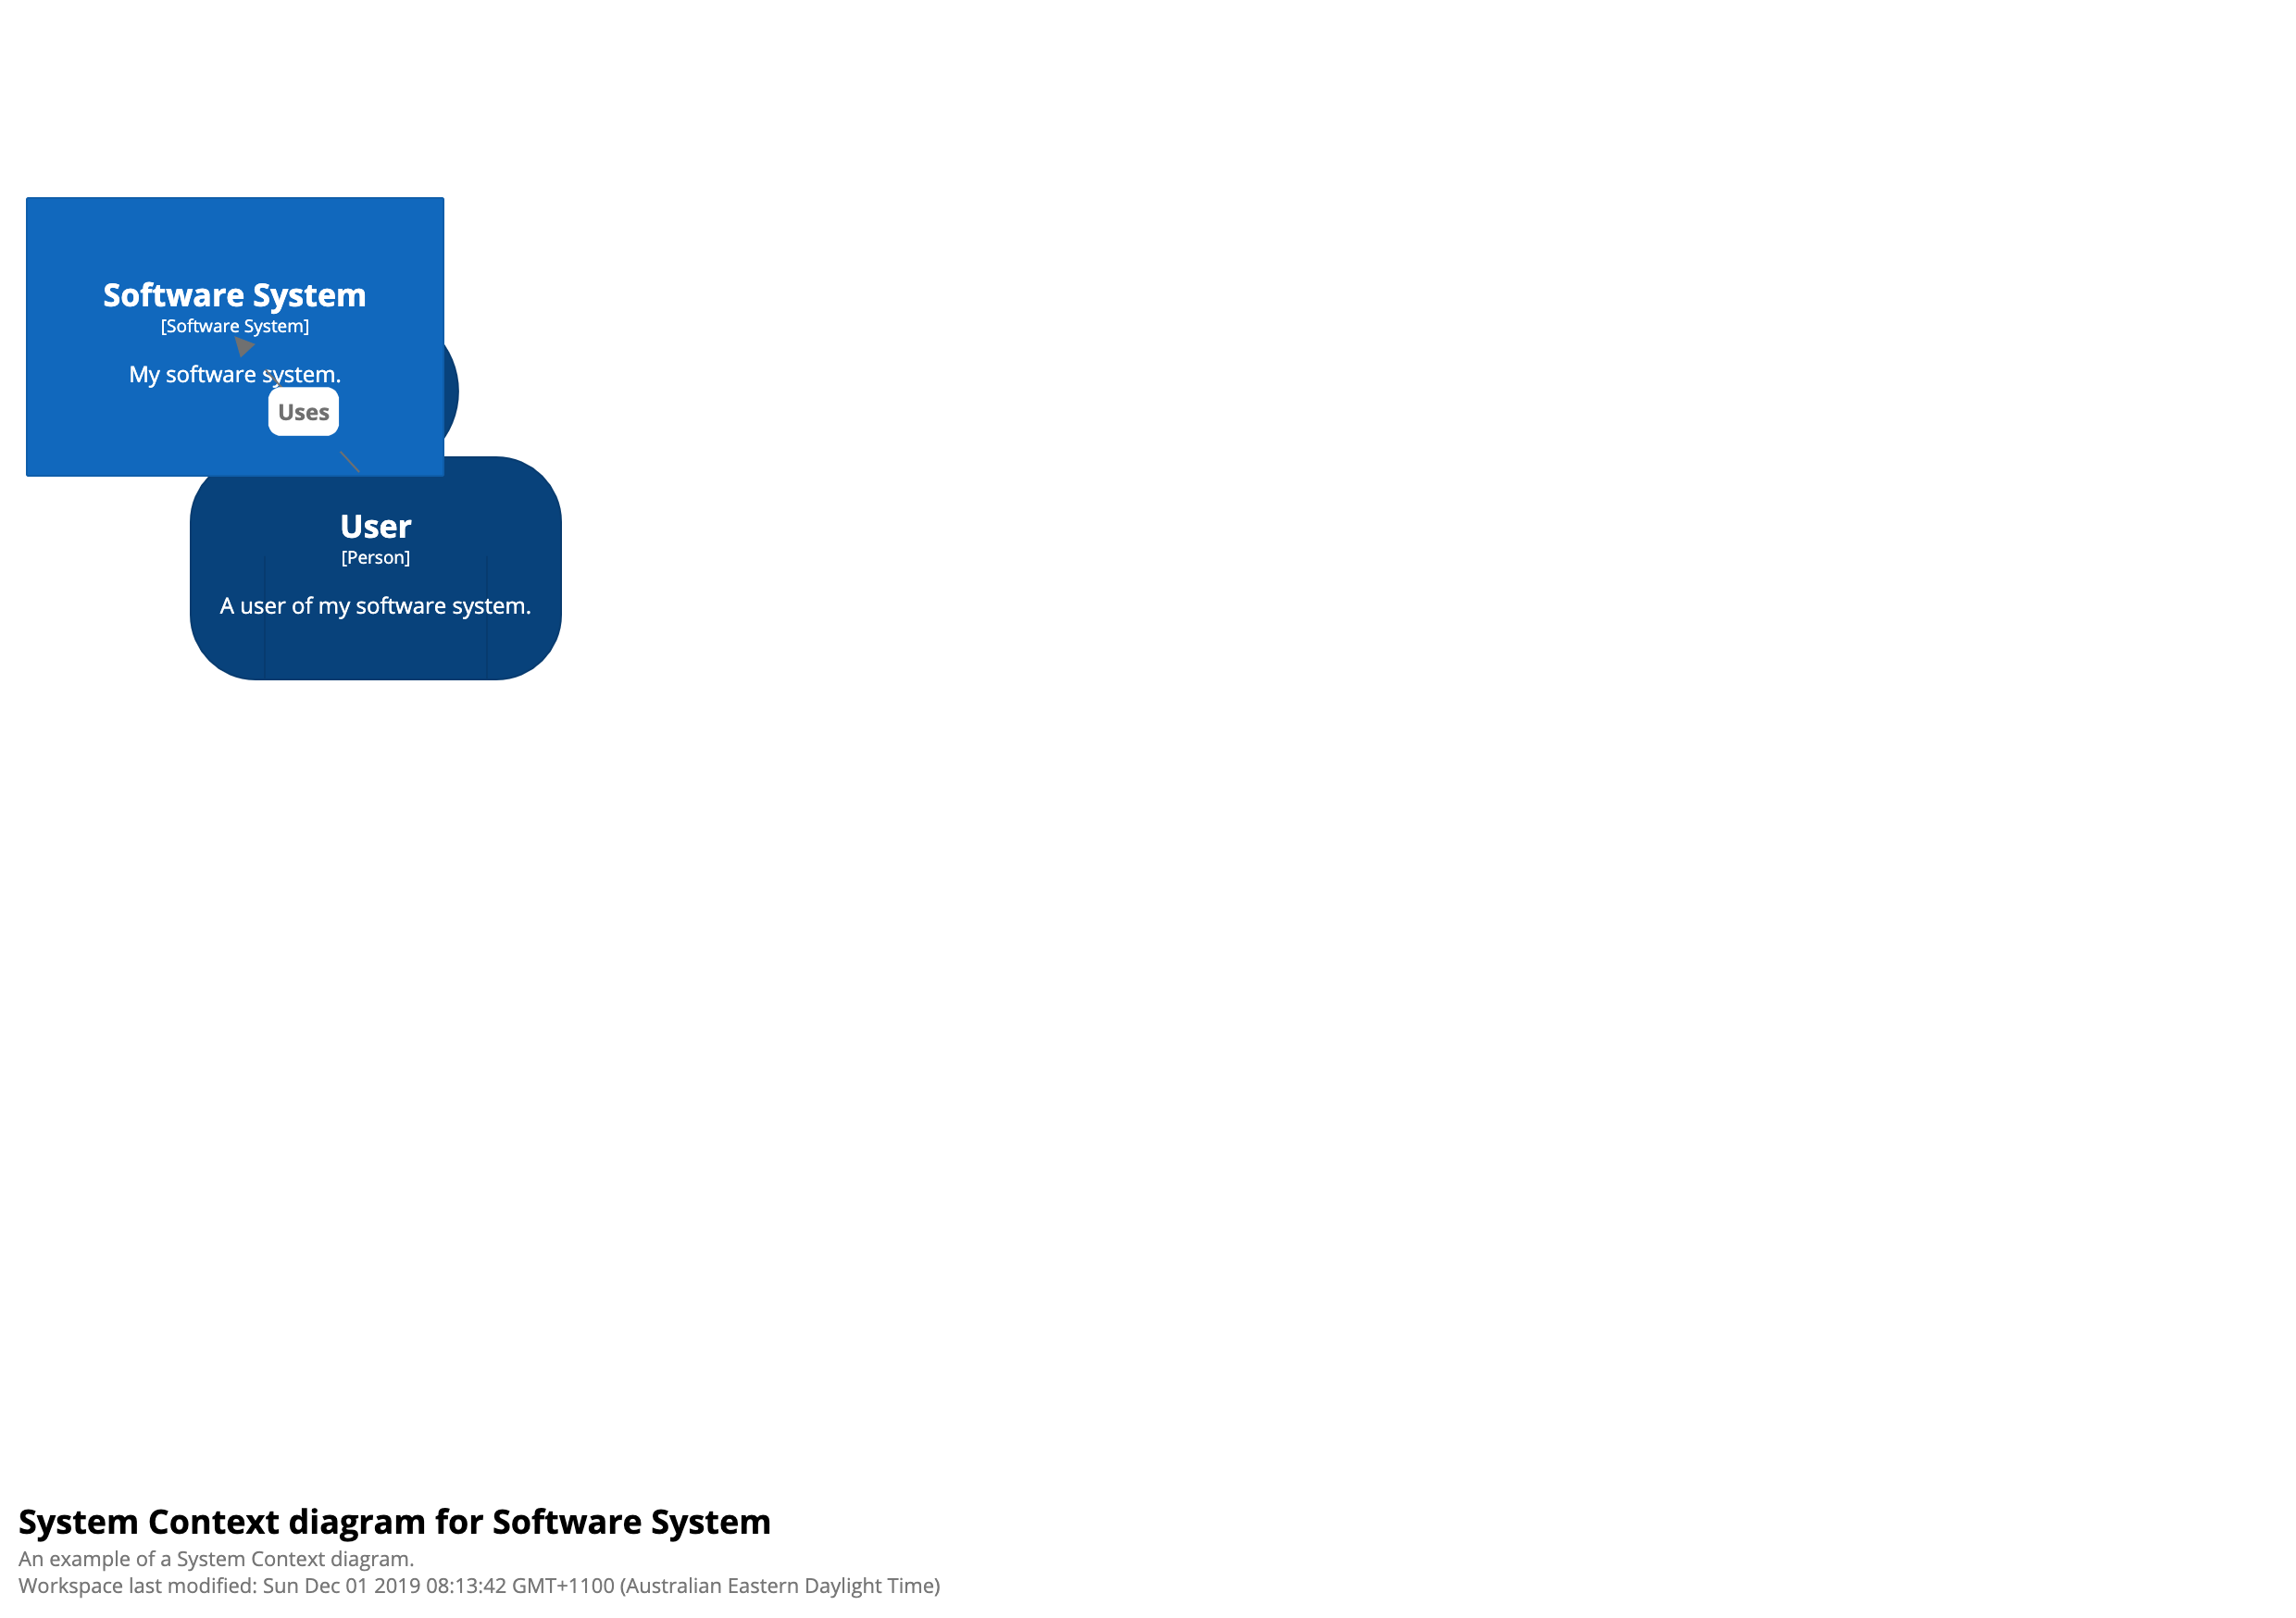 Software System
[Software System]
My software system.
Uses
User
[Person]
A user of my software system.
System Context diagram for Software System
An example of a System Context diagram.
Workspace last modified: Sun Dec 01 2019 08:13:42 GMT+1100 (Australian Eastern Daylight Time)